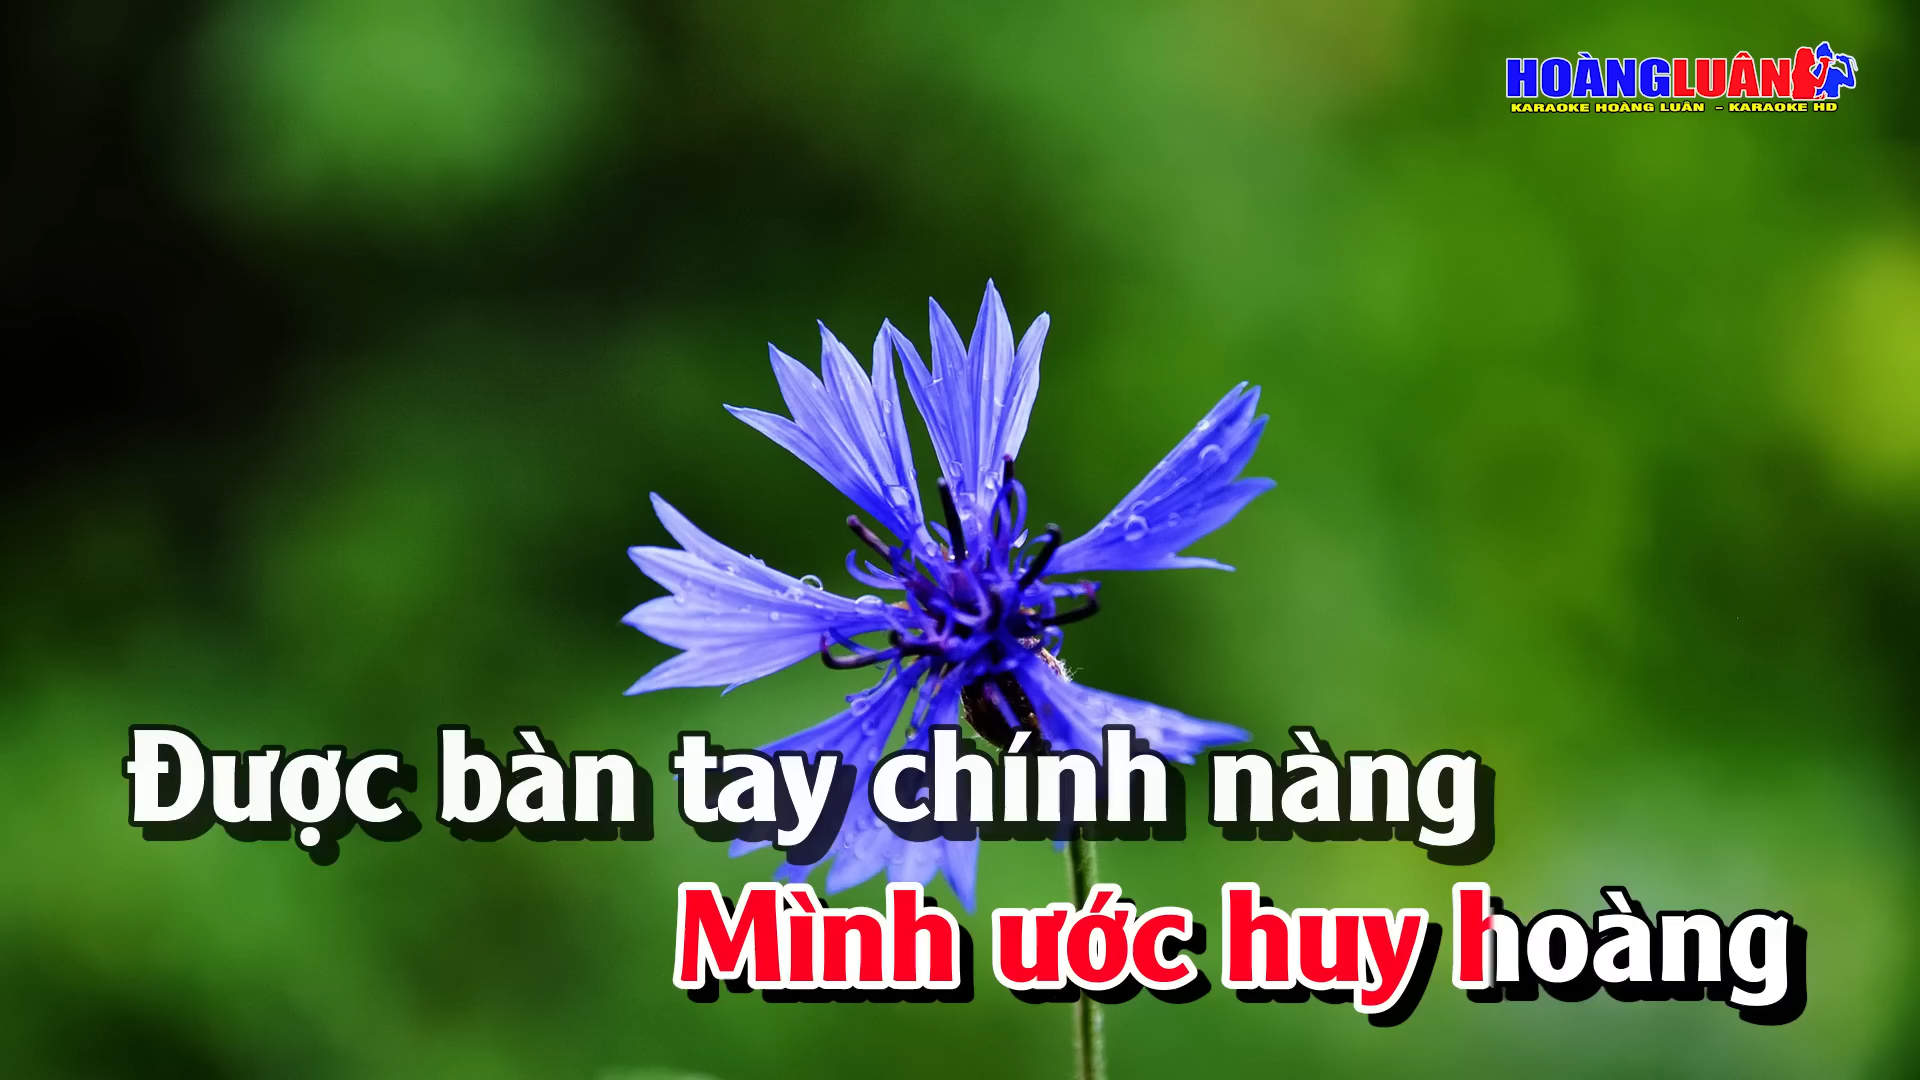 HOÀNGLUÂN
KARAOKE HOÀNG LUÂN - KARAOKE HD
Được bàn tay chính nàng
Mình ước huy hoàng